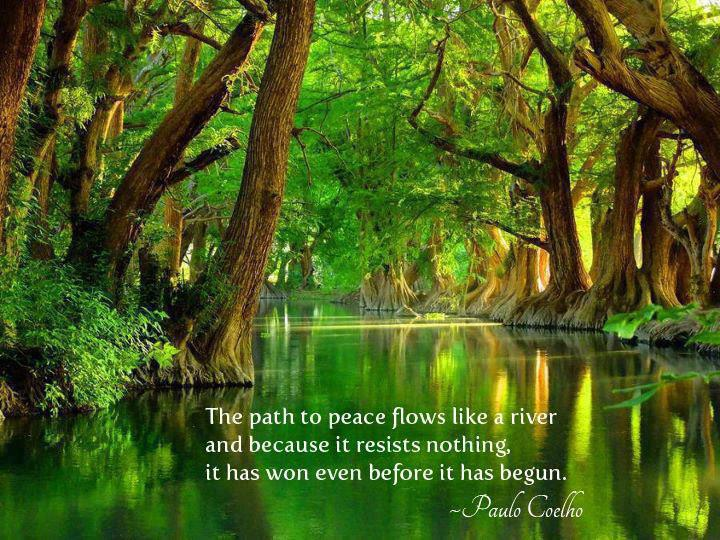 The path to peace flows like a river
and because it resists nothing,
it has won even before it has begun.
~Paulo Coelho